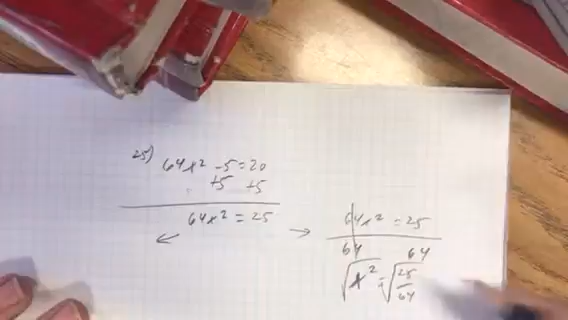 25) 64x² -5=20
+5 +5
64x² = 25
64x² = 25
64 64
√x² = √25/64